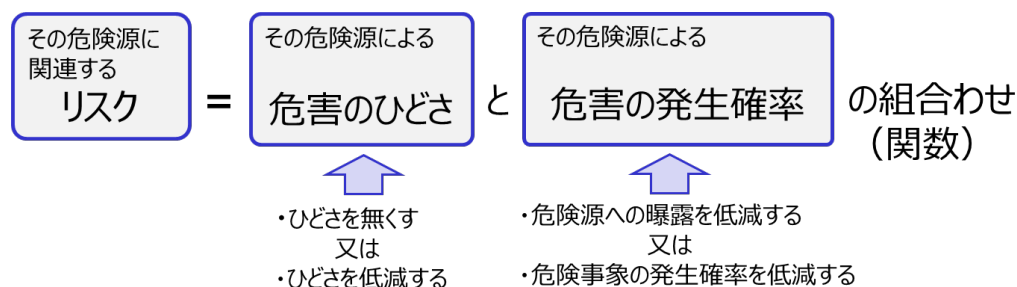 その危険源に
関連する
リスク
=
その危険源による
危害のひどさ
と
その危険源による
危害の発生確率
の組合わせ
（関数）
・ひどさを無くす
又は
・ひどさを低減する
・危険源への曝露を低減する
又は
・危険事象の発生確率を低減する